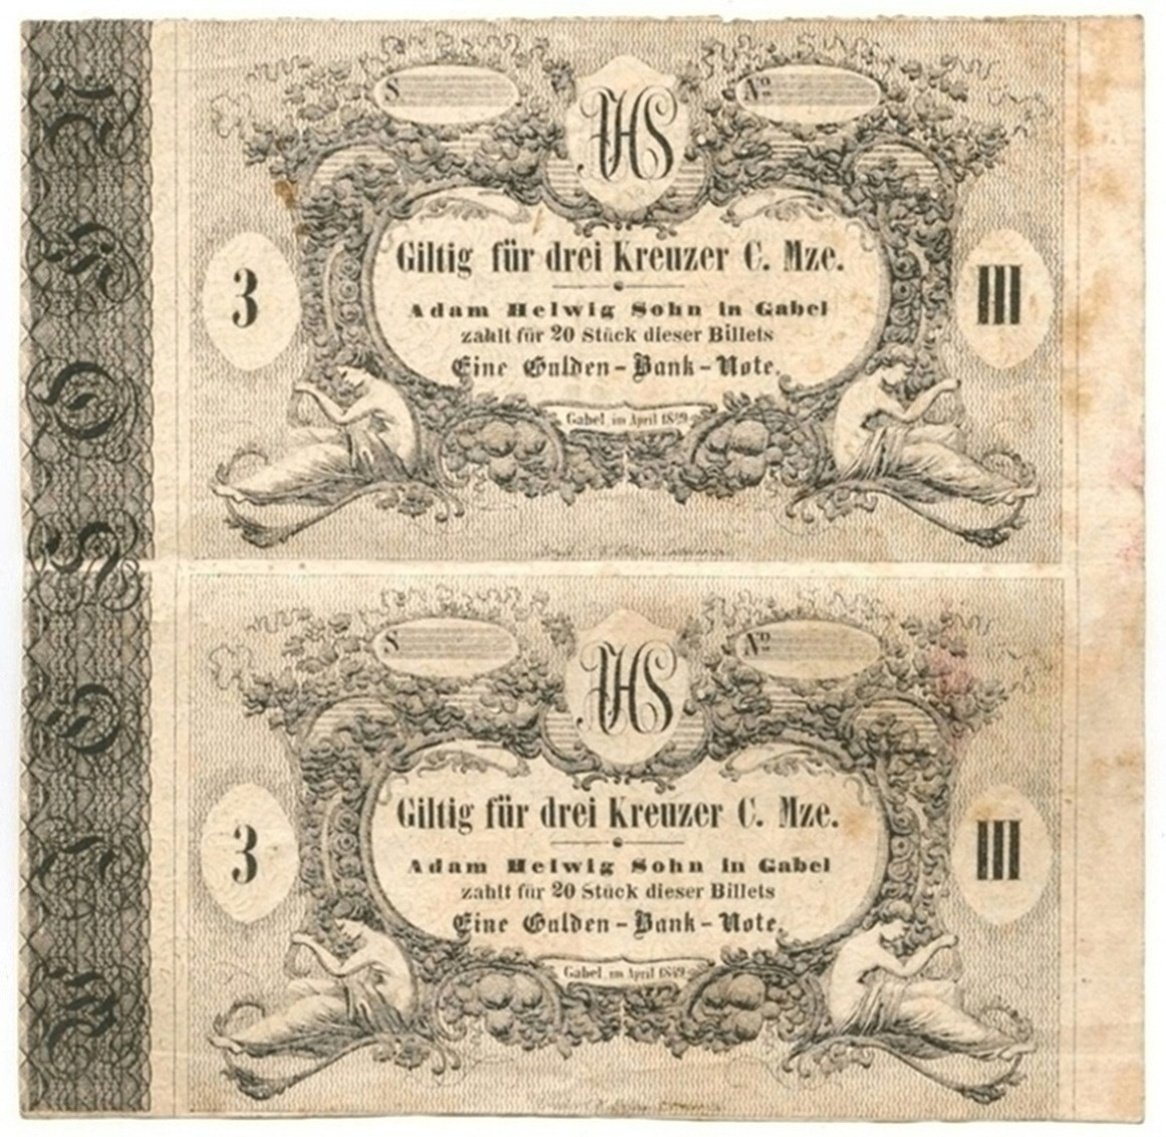 S
No
AHS
Giltig für drei Kreuzer C. Mze.
3
III
Adam Helwig Sohn in Gabel
zahlt für 20 Stück dieser Billets
Eine Gulden-Bank-Note.
Gabel im April 1849
S
No
AHS
Giltig für drei Kreuzer C. Mze.
3
III
Adam Helwig Sohn in Gabel
zahlt für 20 Stück dieser Billets
Eine Gulden-Bank-Note.
Gabel im April 1849